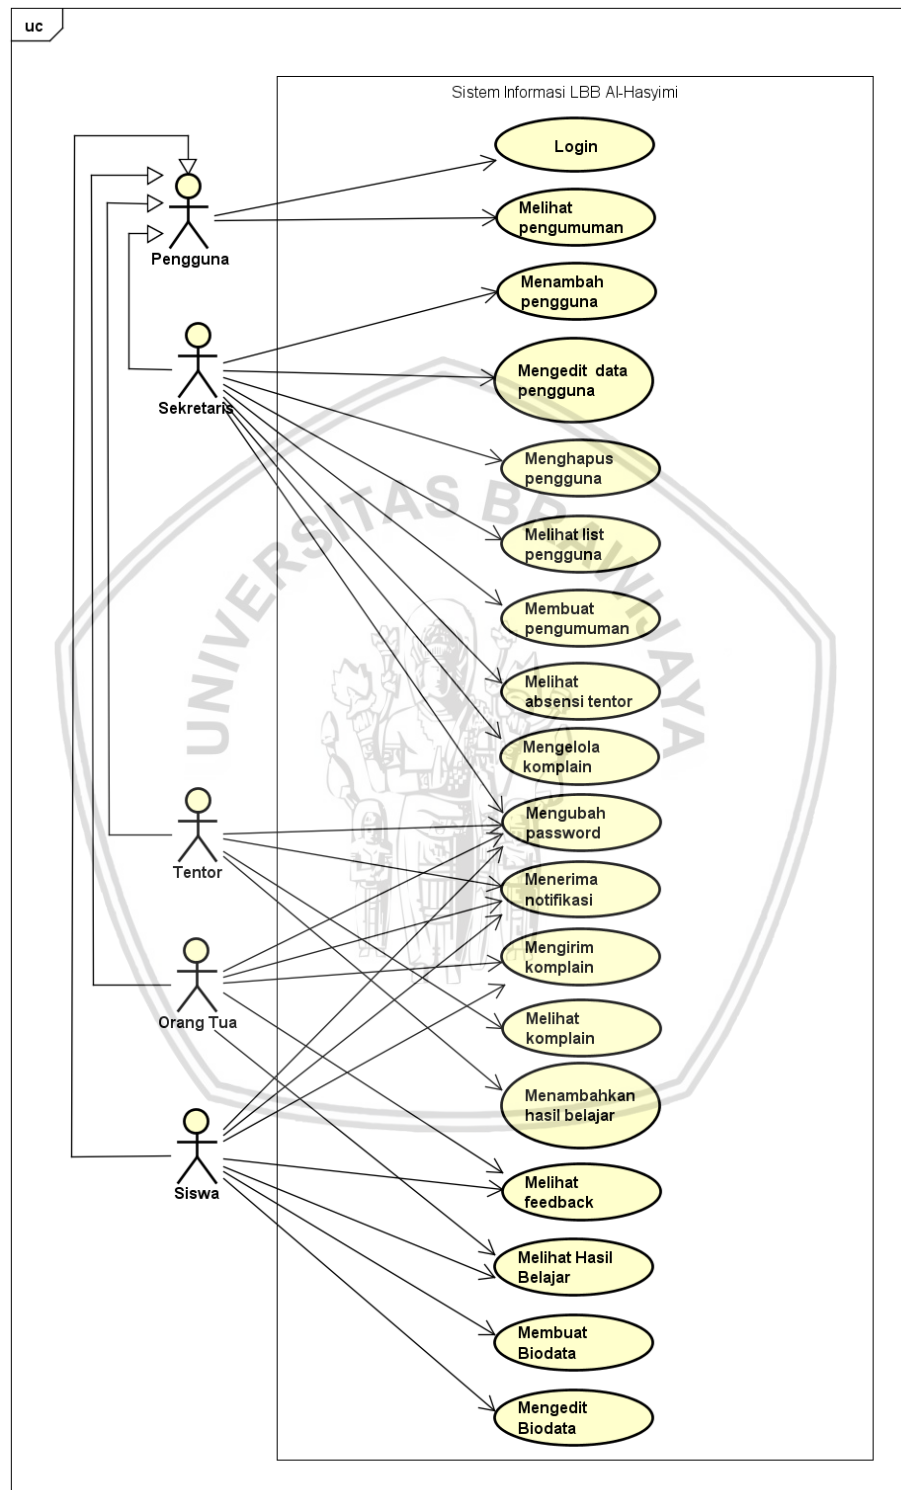 uc
Sistem Informasi LBB Al-Hasyimi
Login
Melihat
pengumuman
Pengguna
Menambah
pengguna
Mengedit data
pengguna
Sekretaris
Menghapus
pengguna
UNIVERSITAS BRAWIJAYA
Melihat list
pengguna
Membuat
pengumuman
Melihat
absensi tentor
Mengelola
komplain
Mengubah
password
Tentor
Menerima
notifikasi
Mengirim
komplain
Orang Tua
Melihat
komplain
Menambahkan
hasil belajar
Melihat
feedback
Siswa
Melihat Hasil
Belajar
Membuat
Biodata
Mengedit
Biodata